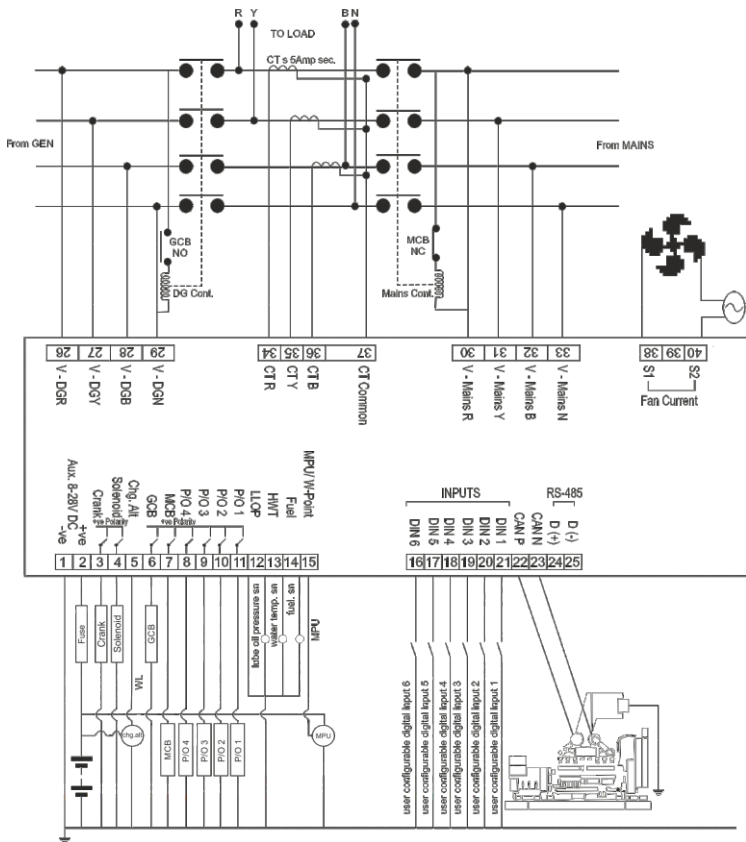 R Y B N
TO LOAD
CT s 5Amp sec.
From GEN
From MAINS
GCB
NO
MCB
NC
DG Cont.
Mains Cont.
26 27 28 29 34 35 36 37 30 31 32 33 38 39 40
V - DGR
V - DGY
V - DGB
V - DGN
CT R
CT Y
CT B
CT Common
V - Mains R
V - Mains Y
V - Mains B
V - Mains N
S1
S2
Fan Current
-ve
Aux. 8-28V DC
+ve
Crank
Solenoid
+ve Polarity
Chg. Alt
GCB
MCB
P/O 4
P/O 3
P/O 2
P/O 1
+ve Polarity
LLOP
HWT
Fuel
MPU/ W-Point
INPUTS
RS-485
DIN 6
DIN 5
DIN 4
DIN 3
DIN 2
DIN 1
CAN P
CAN N
D (+)
D (-)
1 2 3 4 5 6 7 8 9 10 11 12 13 14 15 16 17 18 19 20 21 22 23 24 25
Fuse
Crank
Solenoid
WL
GCB
lube oil pressure sn
water temp. sn
fuel. sn
MPU
chg.alt
MCB
P/O 4
P/O 3
P/O 2
P/O 1
MPU
user configurable digital input 6
user configurable digital input 5
user configurable digital input 4
user configurable digital input 3
user configurable digital input 2
user configurable digital input 1